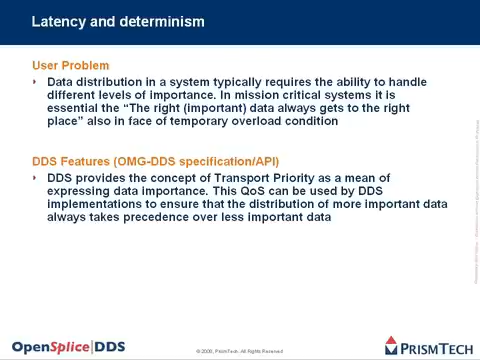 Latency and determinism
User Problem
Data distribution in a system typically requires the ability to handle
different levels of importance. In mission critical systems it is
essential the “The right (important) data always gets to the right
place” also in face of temporary overload condition
DDS Features (OMG-DDS specification/API)
DDS provides the concept of Transport Priority as a mean of
expressing data importance. This QoS can be used by DDS
implementations to ensure that the distribution of more important data
always takes precedence over less important data
OpenSplice|DDS
PrismTech. All Rights Reserved
PRISMTECH